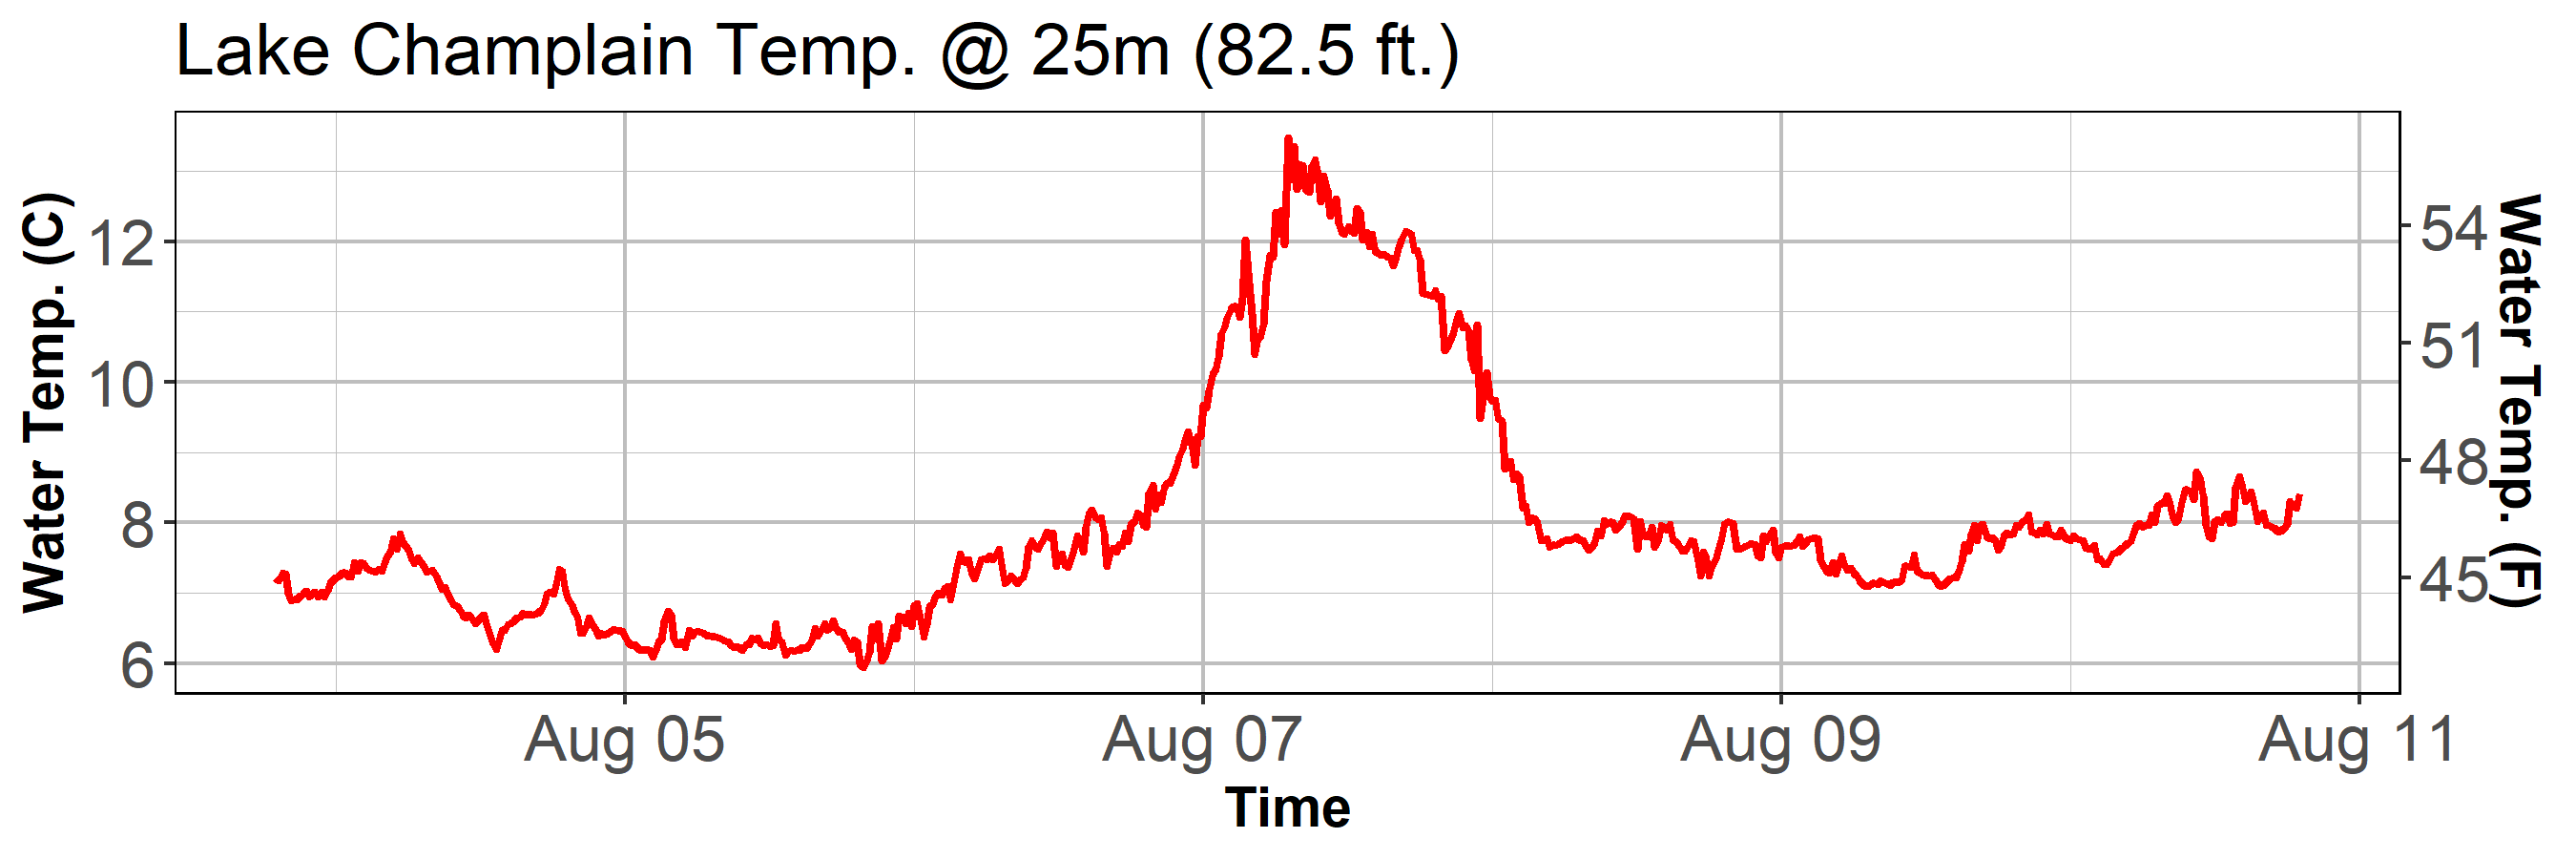 Lake Champlain Temp. @ 25m (82.5 ft.)
Water Temp. (C)
12
10
8
6
54
51
48
45
Water Temp. (F)
Aug 05
Aug 07
Aug 09
Aug 11
Time